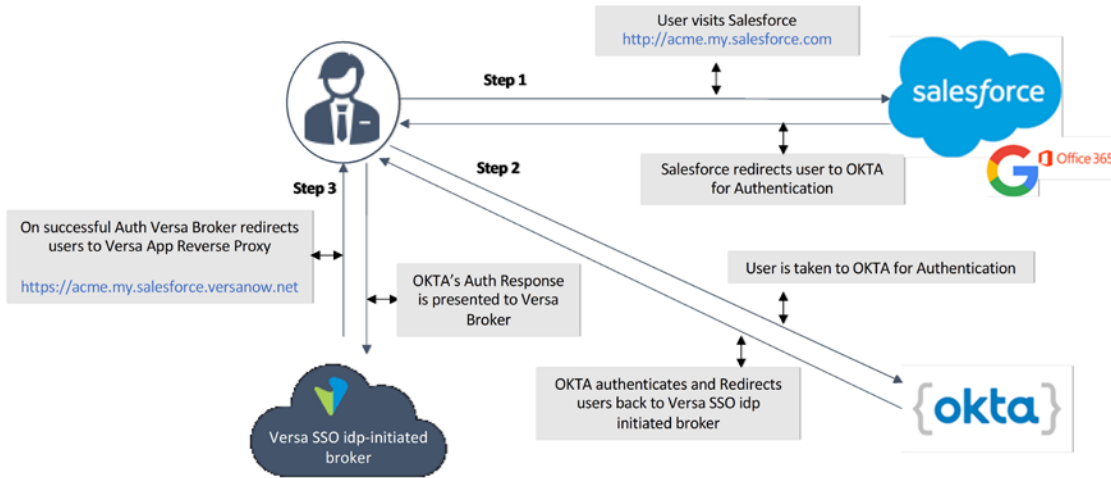 User visits Salesforce
http://acme.my.salesforce.com
Step 1
salesforce
Salesforce redirects user to OKTA
for Authentication
G
Office 365
Step 2
Step 3
On successful Auth Versa Broker redirects
users to Versa App Reverse Proxy
https://acme.my.salesforce.versanow.net
OKTA's Auth Response
is presented to Versa
Broker
User is taken to OKTA for Authentication
OKTA authenticates and Redirects
users back to Versa SSO idp
initiated broker
{okta}
Versa SSO idp-initiated
broker